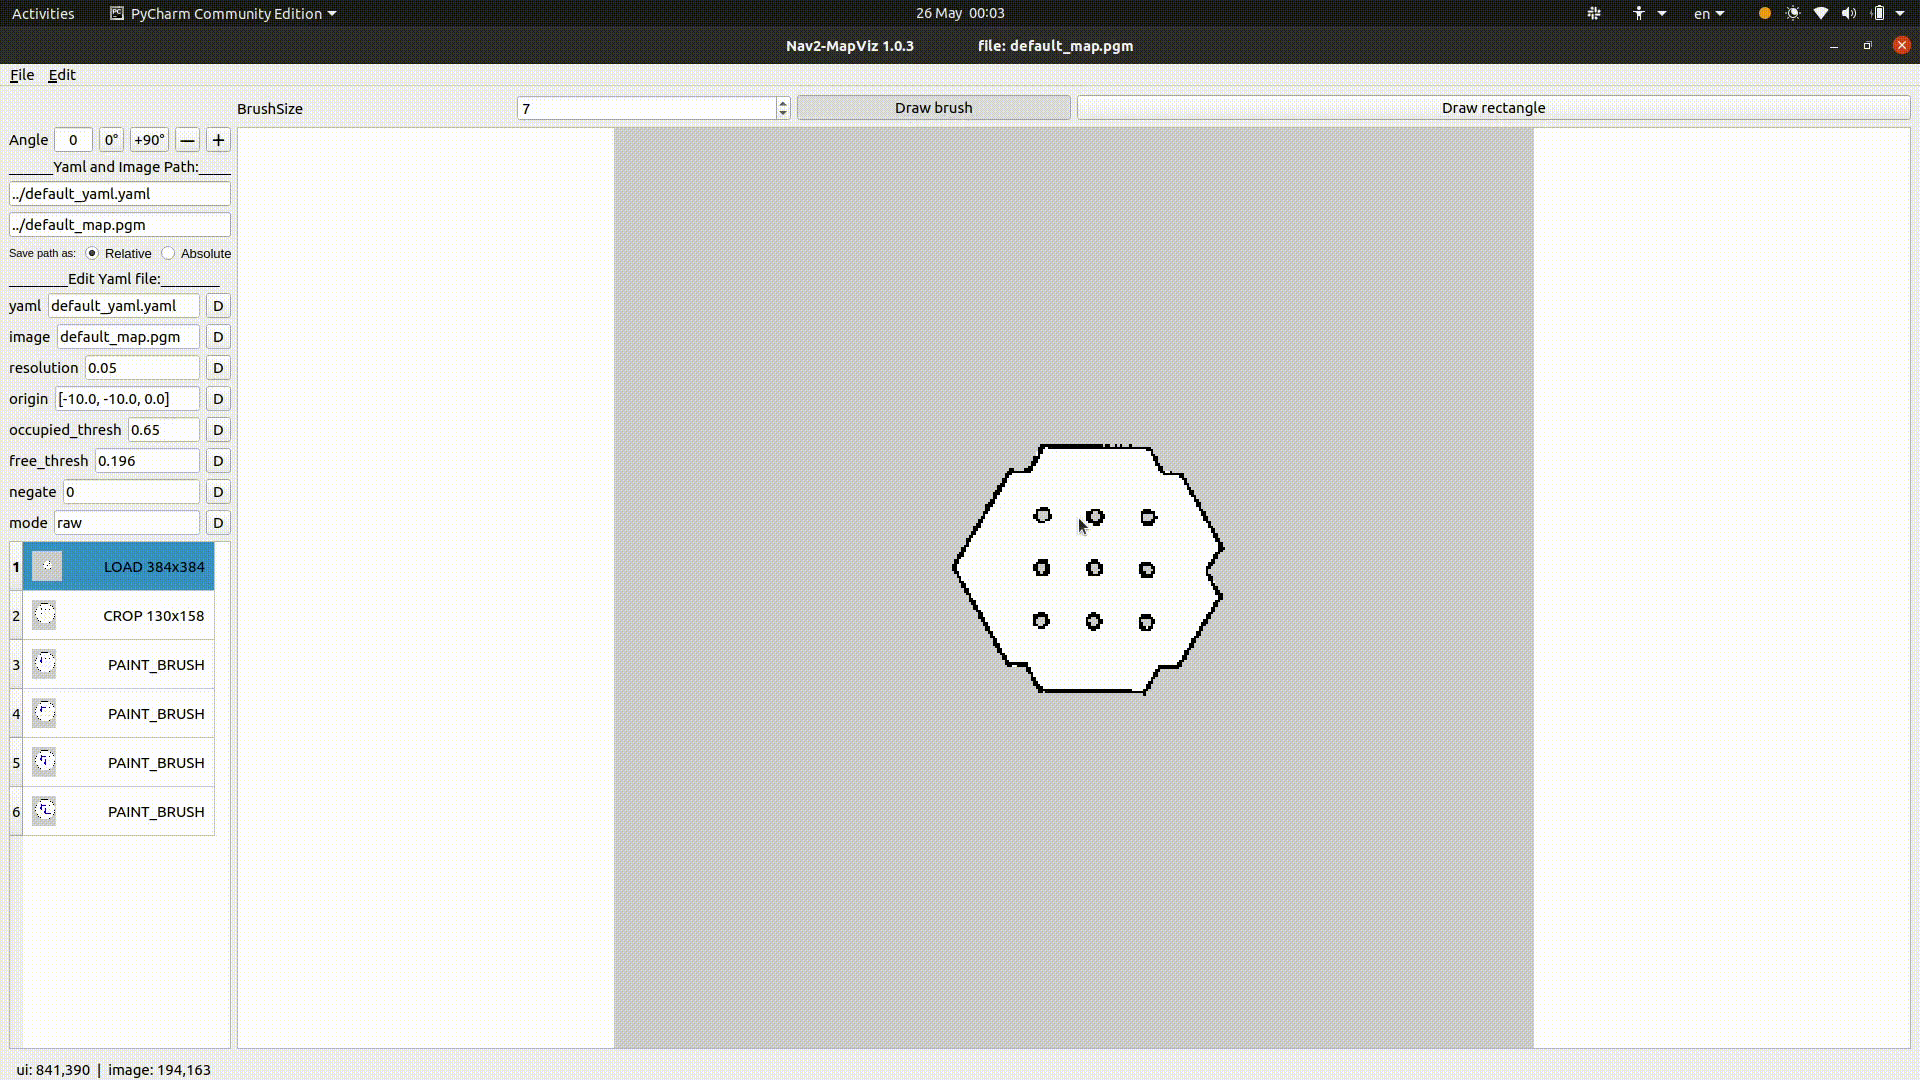 Activities PyCharm Community Edition 26 May 00:03 en
Nav2-MapViz 1.0.3 file: default_map.pgm
File Edit
BrushSize 7 Draw brush Draw rectangle
Angle 0 0° +90° — +
______Yaml and Image Path:____
../default_yaml.yaml
../default_map.pgm
Save path as: Relative Absolute
________Edit Yaml file:________
yaml default_yaml.yaml D
image default_map.pgm D
resolution 0.05 D
origin [-10.0, -10.0, 0.0] D
occupied_thresh 0.65 D
free_thresh 0.196 D
negate 0 D
mode raw D
1 LOAD 384x384
2 CROP 130x158
3 PAINT_BRUSH
4 PAINT_BRUSH
5 PAINT_BRUSH
6 PAINT_BRUSH
ui: 841,390 | image: 194,163